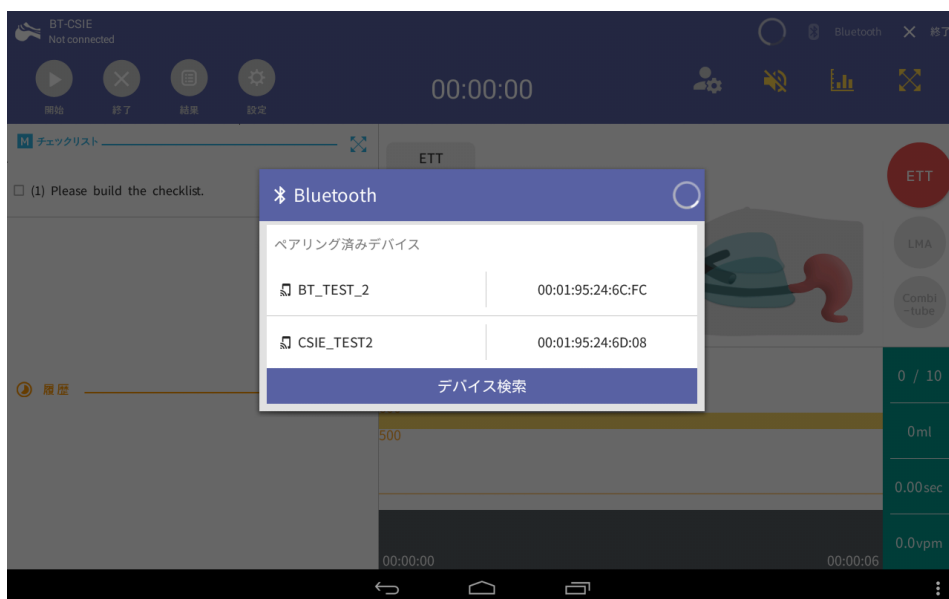 BT-CSIE
Not connected
Bluetooth
終了
開始
終了
結果
設定
00:00:00
M チェックリスト
(1) Please build the checklist.
ETT
ETT
LMA
Combi
-tube
Bluetooth
ペアリング済みデバイス
BT_TEST_2 00:01:95:24:6C:FC
CSIE_TEST2 00:01:95:24:6D:08
デバイス検索
履歴
500
0 / 10
0ml
0.00sec
0.0vpm
00:00:00 00:00:06